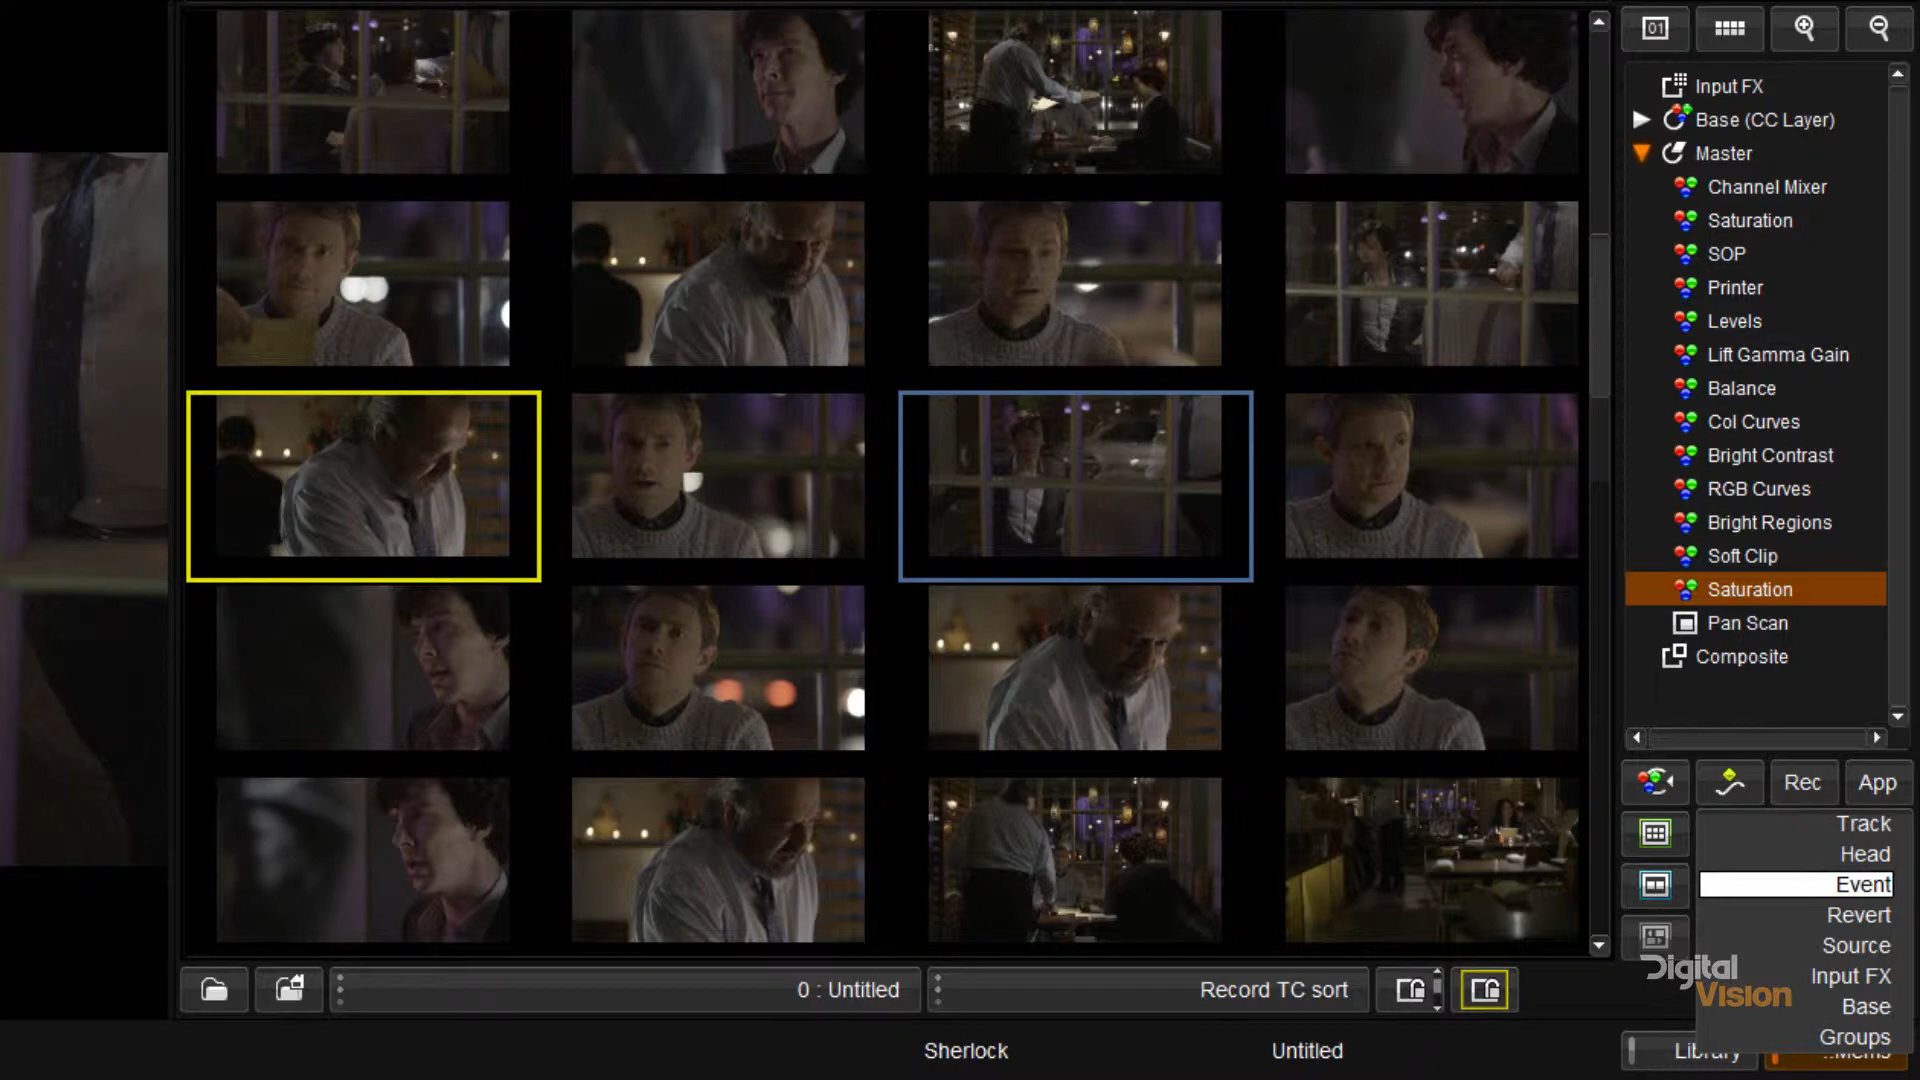 01
Input FX
Base (CC Layer)
Master
Channel Mixer
Saturation
SOP
Printer
Levels
Lift Gamma Gain
Balance
Col Curves
Bright Contrast
RGB Curves
Bright Regions
Soft Clip
Saturation
Pan Scan
Composite
Rec
App
Track
Head
Event
Revert
Source
Input FX
Base
Groups
Digital
Vision
0 : Untitled
Record TC sort
Sherlock
Untitled
Library